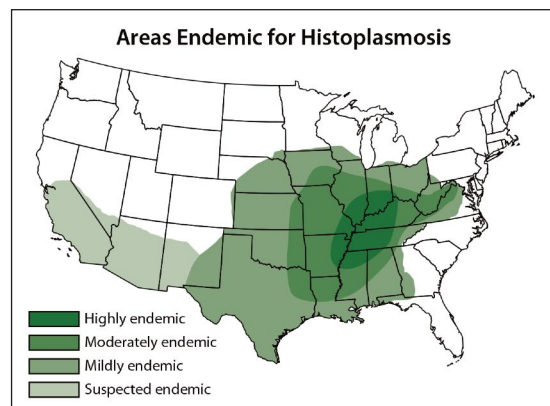 Areas Endemic for Histoplasmosis
Highly endemic
Moderately endemic
Mildly endemic
Suspected endemic